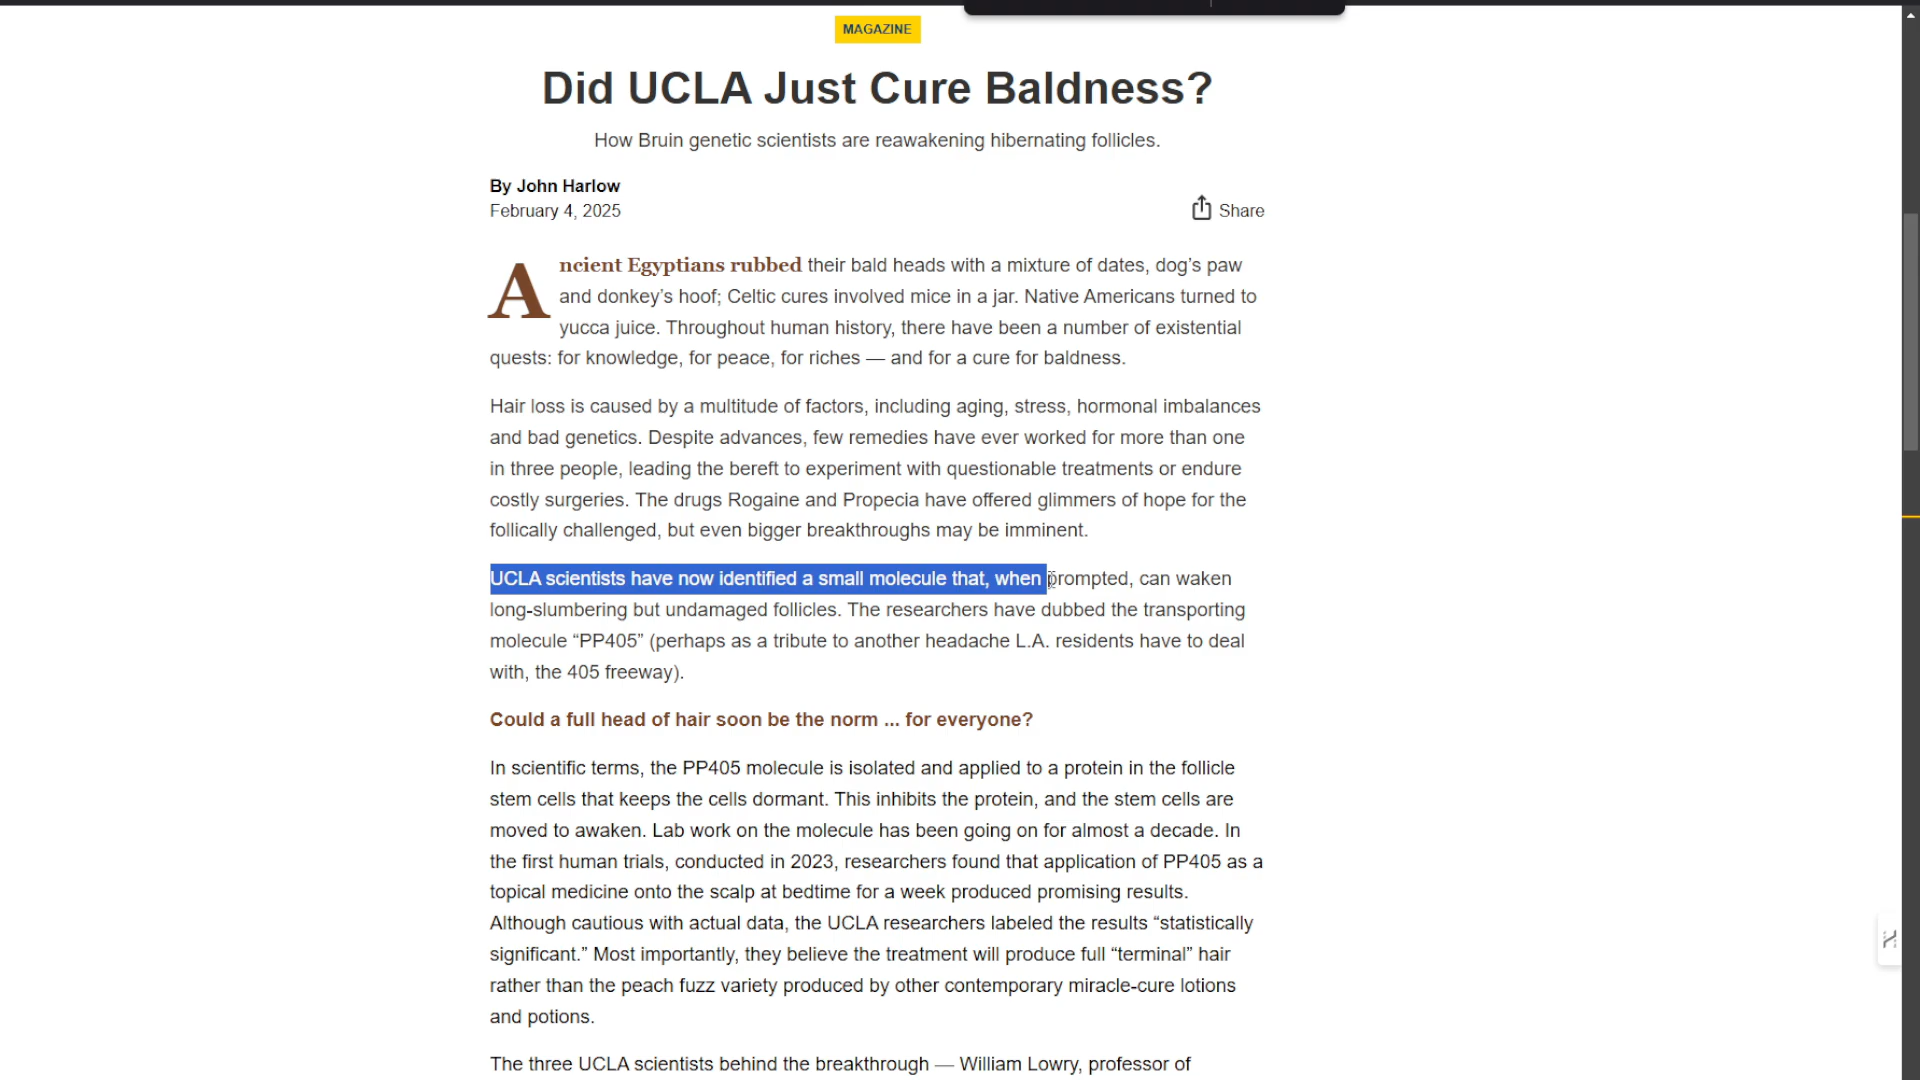 MAGAZINE
Did UCLA Just Cure Baldness?
How Bruin genetic scientists are reawakening hibernating follicles.
By John Harlow
February 4, 2025
Share
Ancient Egyptians rubbed their bald heads with a mixture of dates, dog’s paw
and donkey’s hoof; Celtic cures involved mice in a jar. Native Americans turned to
yucca juice. Throughout human history, there have been a number of existential
quests: for knowledge, for peace, for riches — and for a cure for baldness.
Hair loss is caused by a multitude of factors, including aging, stress, hormonal imbalances
and bad genetics. Despite advances, few remedies have ever worked for more than one
in three people, leading the bereft to experiment with questionable treatments or endure
costly surgeries. The drugs Rogaine and Propecia have offered glimmers of hope for the
follically challenged, but even bigger breakthroughs may be imminent.
UCLA scientists have now identified a small molecule that, when prompted, can waken
long-slumbering but undamaged follicles. The researchers have dubbed the transporting
molecule “PP405” (perhaps as a tribute to another headache L.A. residents have to deal
with, the 405 freeway).
Could a full head of hair soon be the norm ... for everyone?
In scientific terms, the PP405 molecule is isolated and applied to a protein in the follicle
stem cells that keeps the cells dormant. This inhibits the protein, and the stem cells are
moved to awaken. Lab work on the molecule has been going on for almost a decade. In
the first human trials, conducted in 2023, researchers found that application of PP405 as a
topical medicine onto the scalp at bedtime for a week produced promising results.
Although cautious with actual data, the UCLA researchers labeled the results “statistically
significant.” Most importantly, they believe the treatment will produce full “terminal” hair
rather than the peach fuzz variety produced by other contemporary miracle-cure lotions
and potions.
The three UCLA scientists behind the breakthrough — William Lowry, professor of